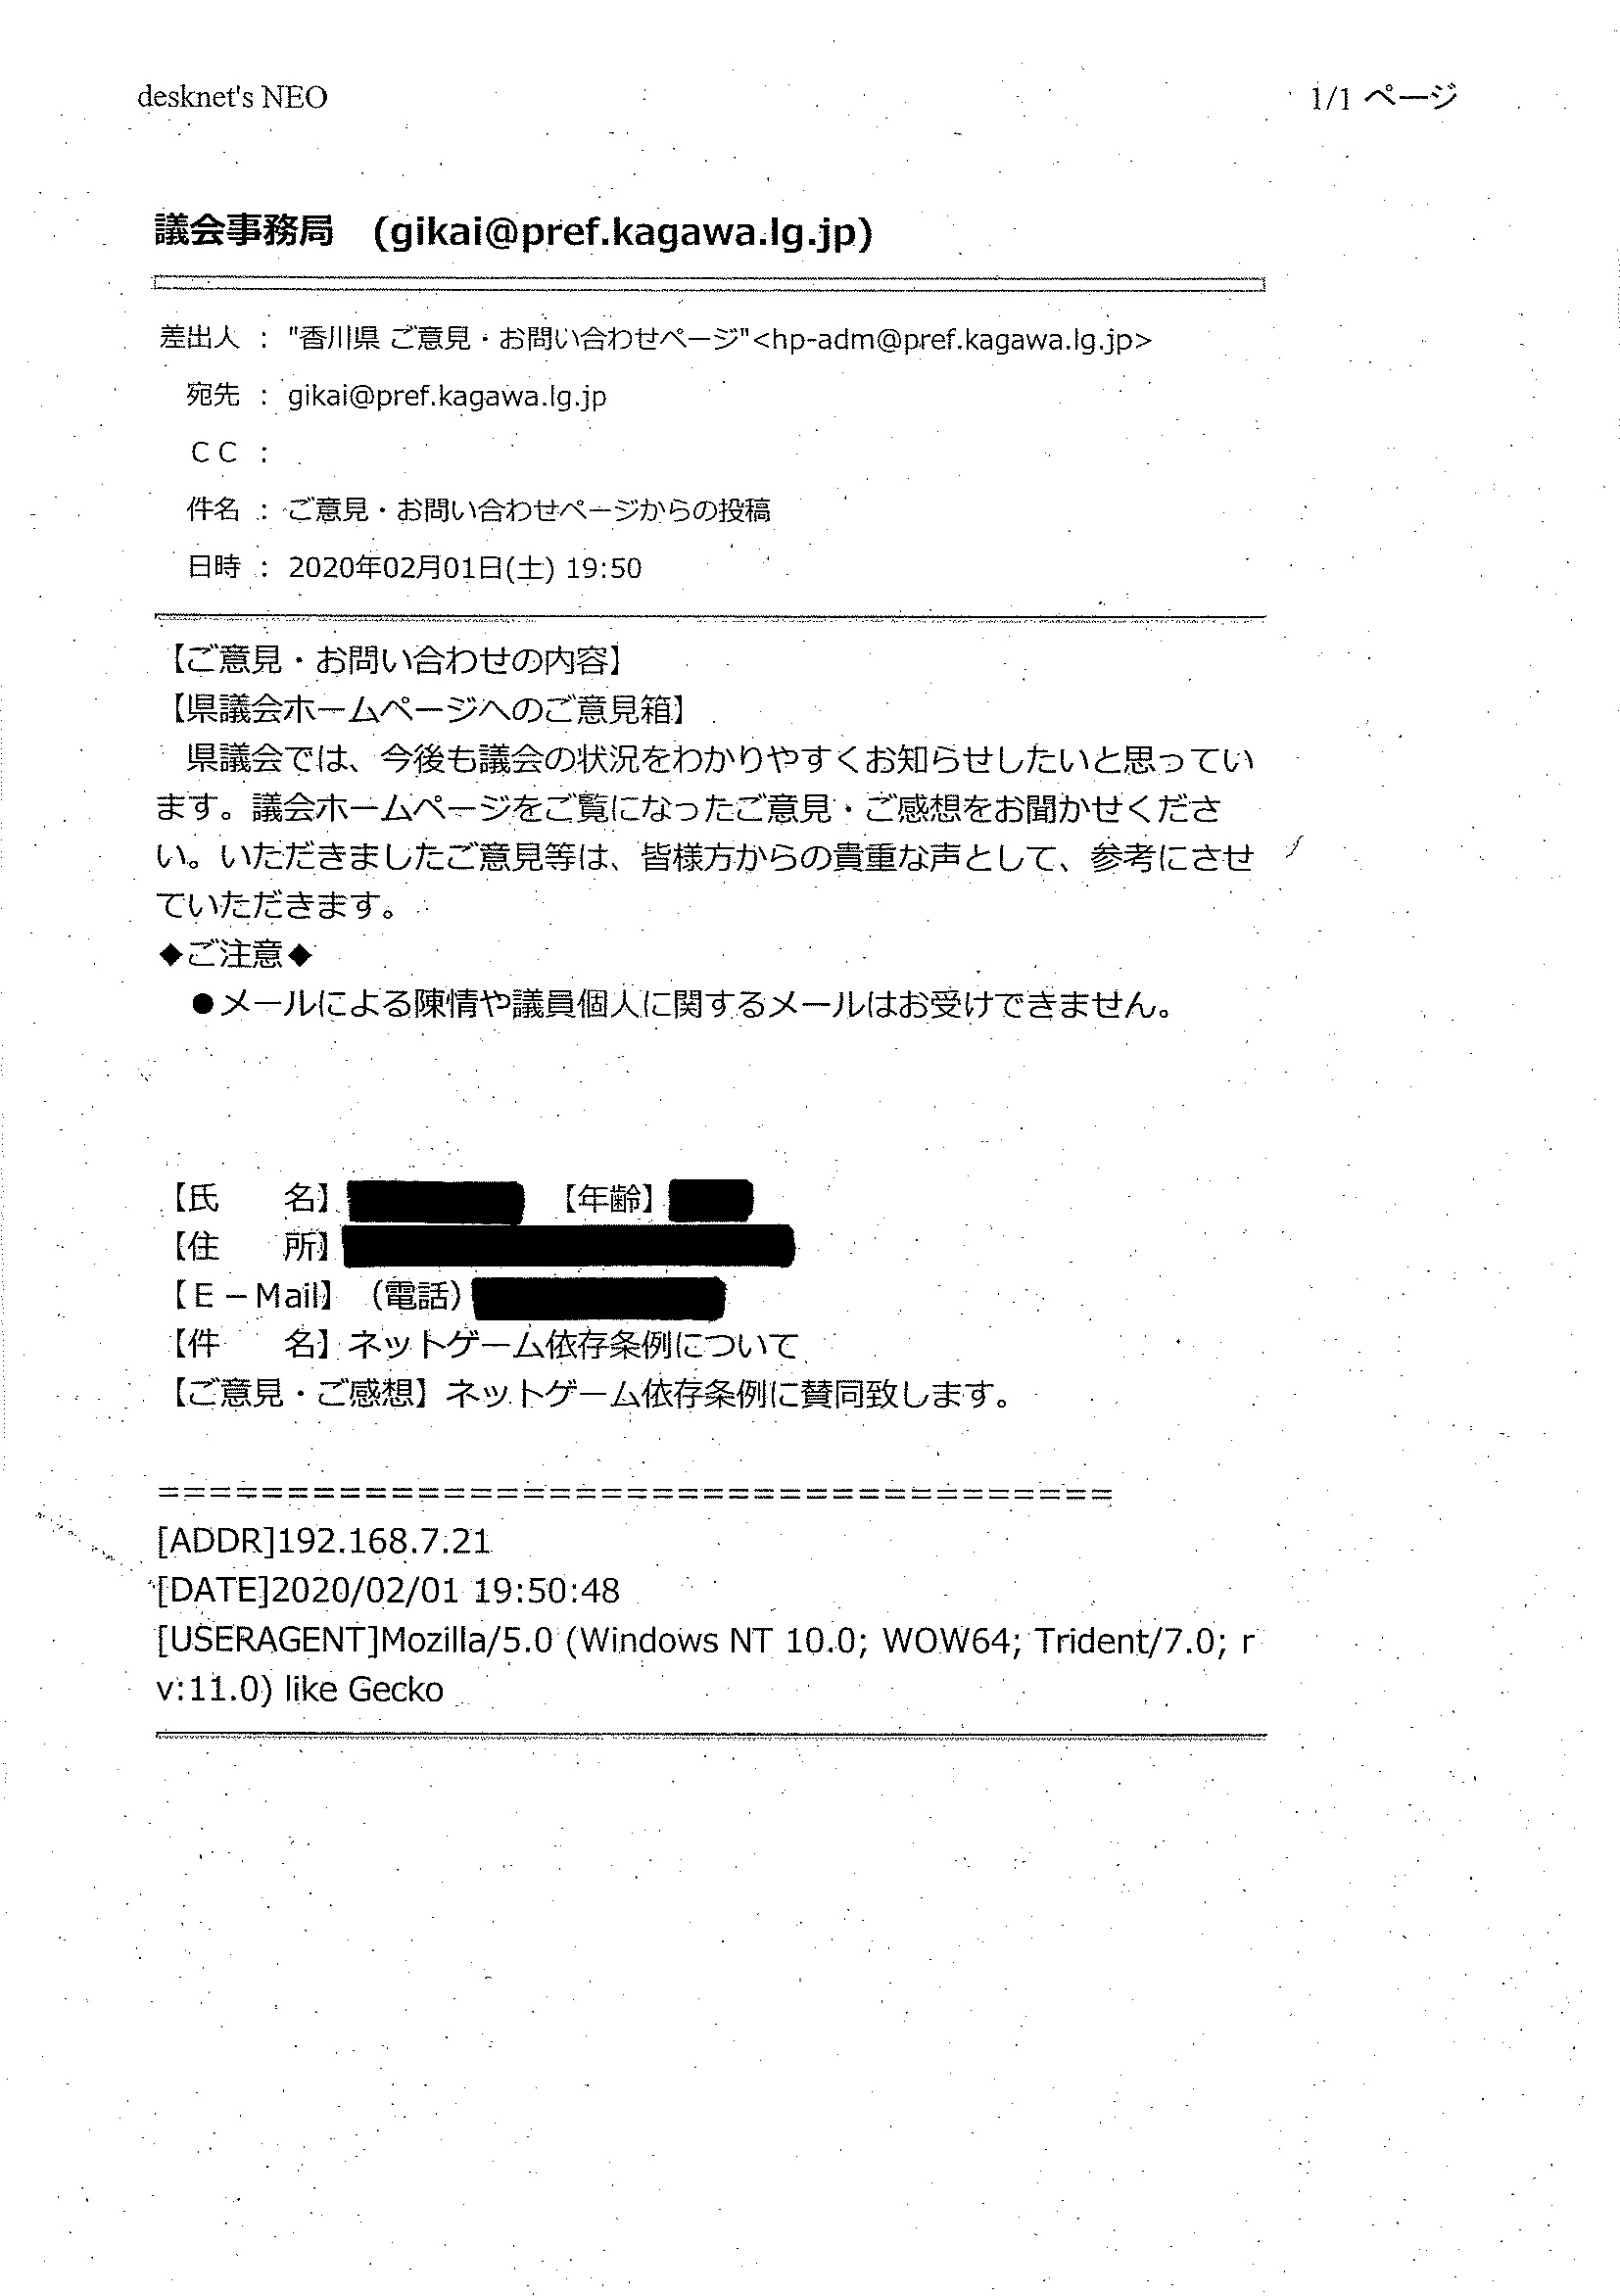 desknet's NEO
1/1 ページ
議会事務局 (gikai@pref.kagawa.lg.jp)
差出人 : "香川県 ご意見・お問い合わせページ"<hp-adm@pref.kagawa.lg.jp>
宛先 : gikai@pref.kagawa.lg.jp
ＣＣ :
件名 : ご意見・お問い合わせページからの投稿
日時 : 2020年02月01日(土) 19:50
【ご意見・お問い合わせの内容】
【県議会ホームページへのご意見箱】
　県議会では、今後も議会の状況をわかりやすくお知らせしたいと思ってい
ます。議会ホームページをご覧になったご意見・ご感想をお聞かせくださ
い。いただきましたご意見等は、皆様方からの貴重な声として、参考にさせ
ていただきます。
◆ご注意◆
　●メールによる陳情や議員個人に関するメールはお受けできません。
【氏　　名】　【年齢】
【住　　所】
【Ｅ－Mail】（電話）
【件　　名】ネットゲーム依存条例について
【ご意見・ご感想】ネットゲーム依存条例に賛同致します。
=====================================
[ADDR]192.168.7.21
[DATE]2020/02/01 19:50:48
[USERAGENT]Mozilla/5.0 (Windows NT 10.0; WOW64; Trident/7.0; r
v:11.0) like Gecko